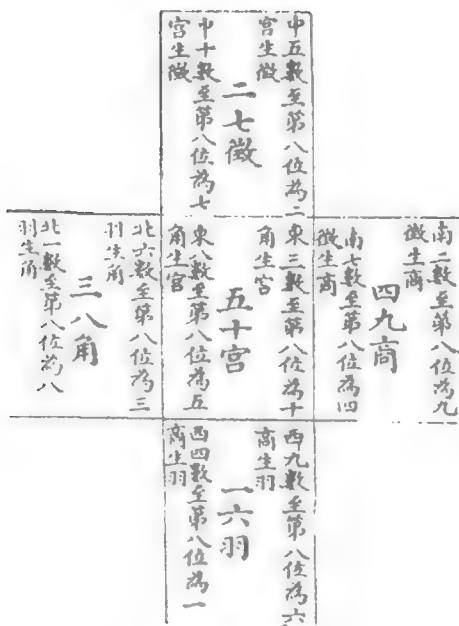 中五數至第八位為二
宮生徵
二七徵
中十數至第八位為七
宮生徵
南二數至第八位為九
徵生商
四九商
南七數至第八位為四
徵生商
東三數至第八位為十
角生宮
五十宮
東八數至第八位為五
角生宮
北六數至第八位為三
羽生角
三八角
北一數至第八位為八
羽生角
西九數至第八位為六
商生羽
一六羽
西四數至第八位為一
商生羽